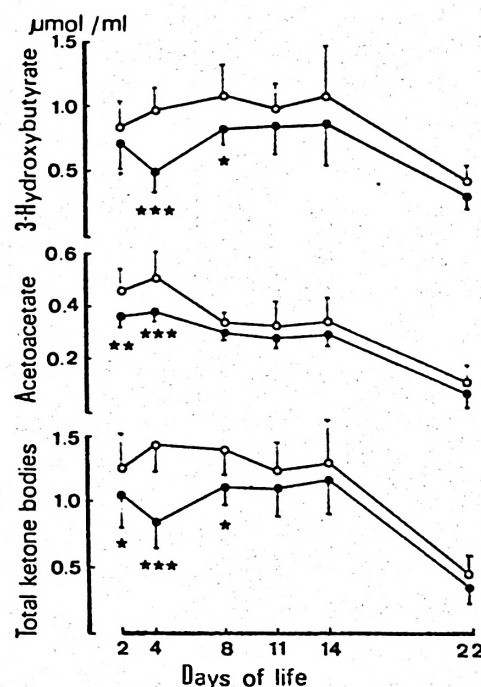 μmol /ml
1.5
1.0
0.5
3-Hydroxybutyrate
★★★
★
0.6
0.4
0.2
Acetoacetate
★★
★★★
1.5
1.0
0.5
Total ketone bodies
★
★★★
★
2 4 8 11 14 22
Days of life